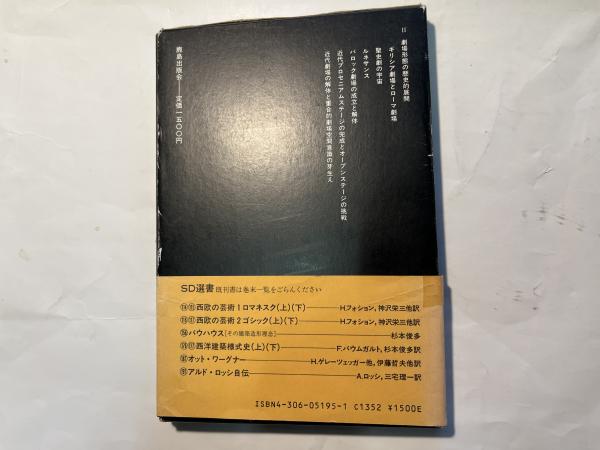 II 劇場形態の歴史的展開
ギリシア劇場とローマ劇場
聖史劇の宇宙
ルネサンス
バロック劇場の成立と解体
近代プロセニアムステージの完成とオープンステージの挑戦
近代劇場の解体と重合的劇場空間意識の芽生え
鹿島出版会――定価一五〇〇円
SD選書 既刊書は巻末一覧をごらんください
西欧の芸術1ロマネスク(上)(下)――H.フォション, 神沢栄三他訳
西欧の芸術2ゴシック(上)(下)――H.フォション, 神沢栄三他訳
バウハウス[その建築造形理念]――杉本俊多
西洋建築様式史(上)(下)――F.バウムガルト, 杉本俊多訳
オット・ワーグナー――H.ゲレーツェッガー他, 伊藤哲夫他訳
アルド・ロッシ自伝――A.ロッシ, 三宅理一訳
ISBN4-306-05195-1 C1352 ¥1500E